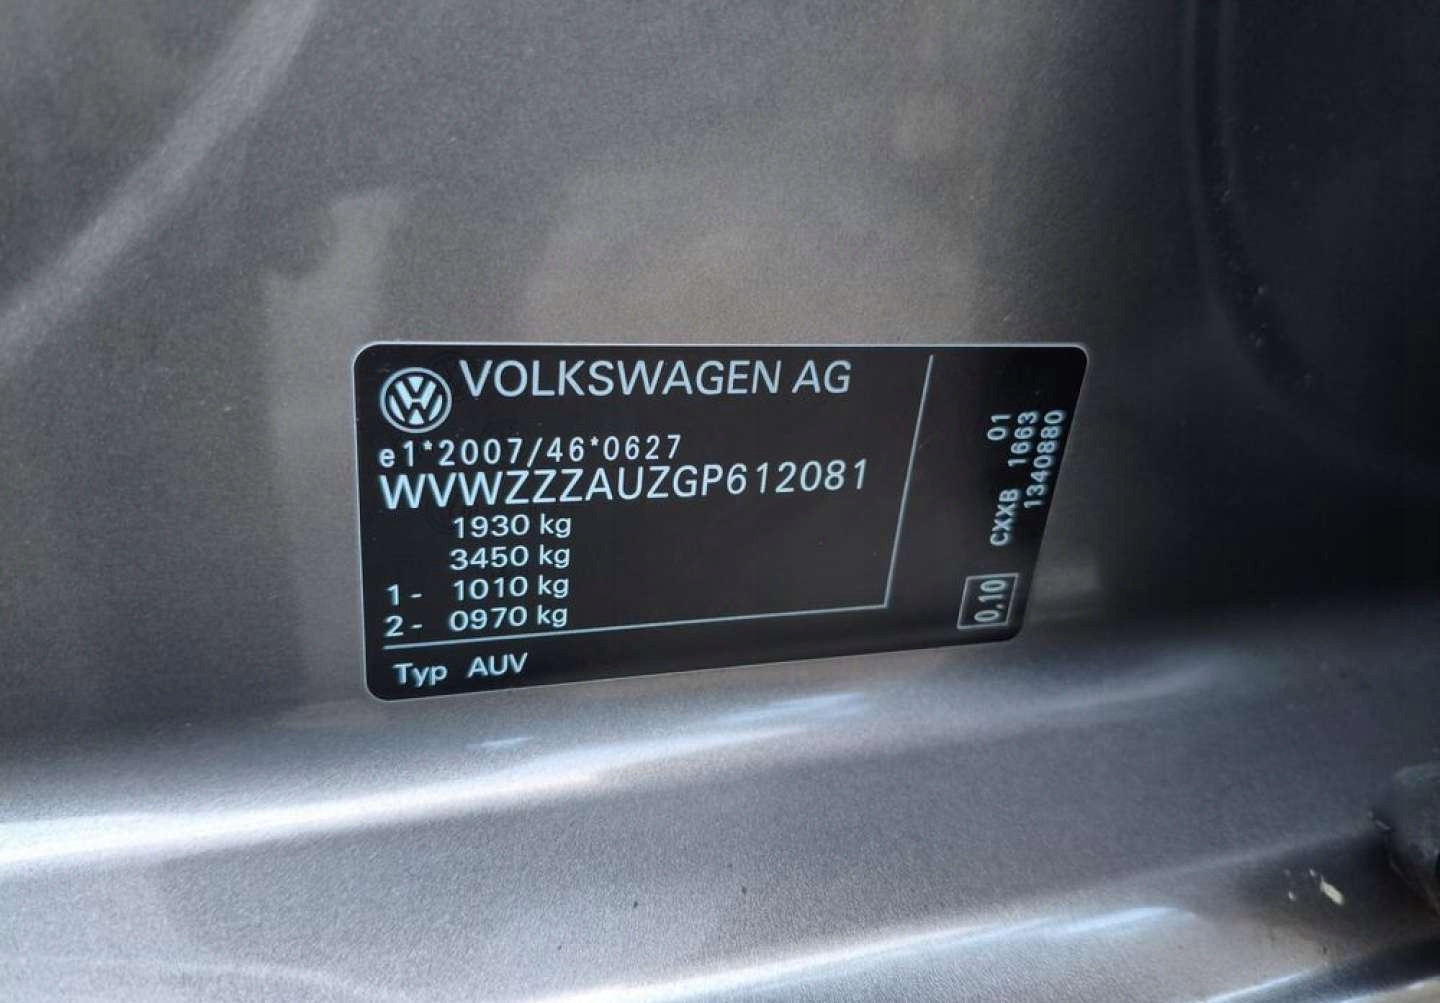 VOLKSWAGEN AG
e1*2007/46*0627
WVWZZZAUZGP612081
1930 kg
3450 kg
1- 1010 kg
2- 0970 kg
Typ AUV
01
CXXB 1663
1340880
0,10